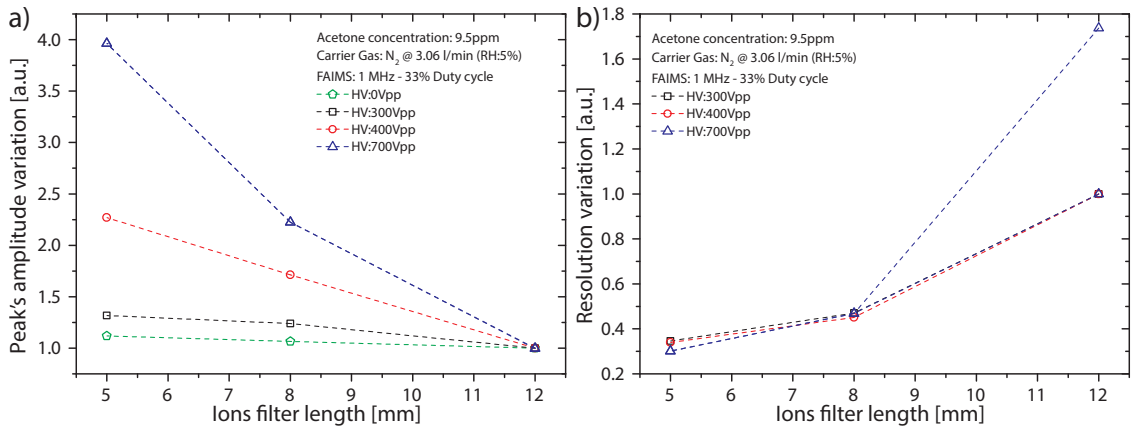 a)
Peak's amplitude variation [a.u.]
4.0
3.5
3.0
2.5
2.0
1.5
1.0
Acetone concentration: 9.5ppm
Carrier Gas: N₂ @ 3.06 l/min (RH:5%)
FAIMS: 1 MHz - 33% Duty cycle
HV:0Vpp
HV:300Vpp
HV:400Vpp
HV:700Vpp
5 6 7 8 9 10 11 12
Ions filter length [mm]
b)
Resolution variation [a.u.]
1.8
1.6
1.4
1.2
1.0
0.8
0.6
0.4
0.2
Acetone concentration: 9.5ppm
Carrier Gas: N₂ @ 3.06 l/min (RH:5%)
FAIMS: 1 MHz - 33% Duty cycle
HV:300Vpp
HV:400Vpp
HV:700Vpp
5 6 7 8 9 10 11 12
Ions filter length [mm]